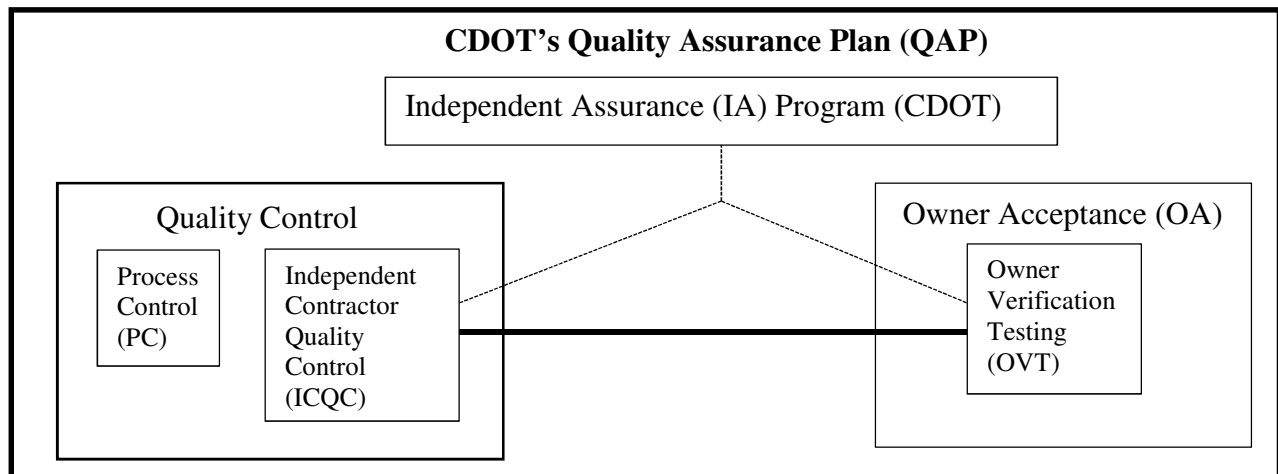 CDOT’s Quality Assurance Plan (QAP)
Independent Assurance (IA) Program (CDOT)
Quality Control
Process
Control
(PC)
Independent
Contractor
Quality
Control
(ICQC)
Owner Acceptance (OA)
Owner
Verification
Testing
(OVT)